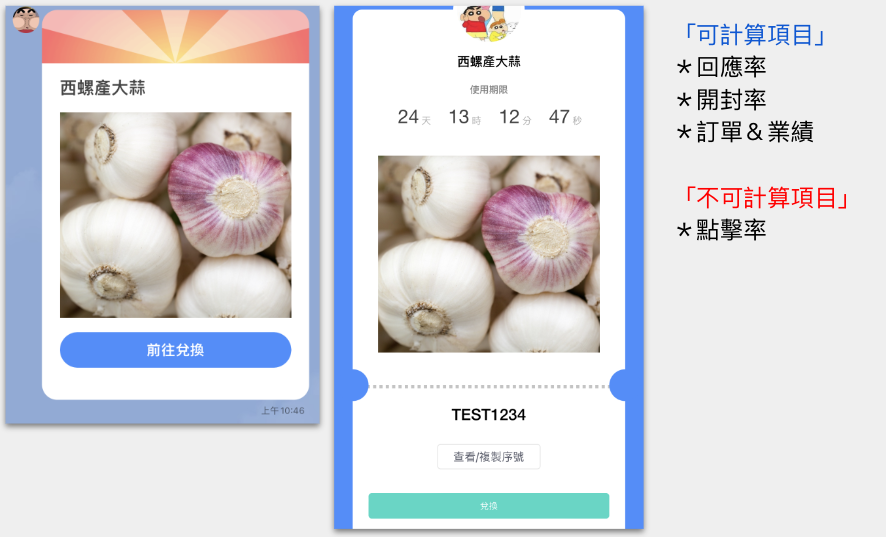 西螺產大蒜
前往兌換
上午 10:46
西螺產大蒜
使用期限
24 天 13 時 12 分 47 秒
TEST1234
查看/複製序號
兌換
「可計算項目」
＊回應率
＊開封率
＊訂單＆業績
「不可計算項目」
＊點擊率